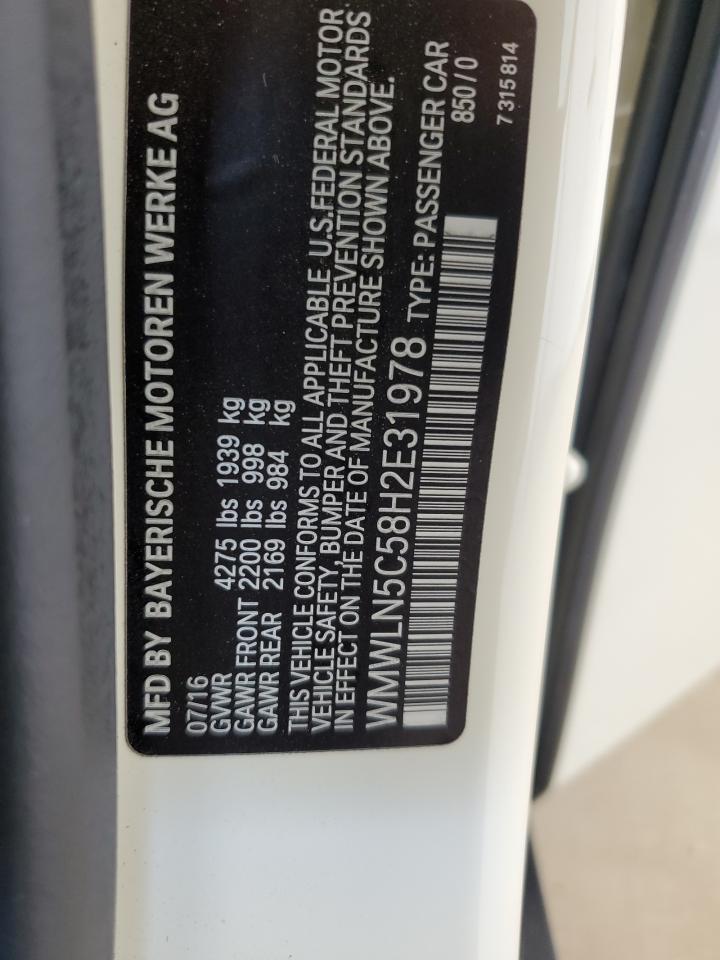 MFD BY BAYERISCHE MOTOREN WERKE AG
07/16
GVWR 4275 lbs 1939 kg
GAWR FRONT 2200 lbs 998 kg
GAWR REAR 2169 lbs 984 kg
THIS VEHICLE CONFORMS TO ALL APPLICABLE U.S.FEDERAL MOTOR
VEHICLE SAFETY, BUMPER AND THEFT PREVENTION STANDARDS
IN EFFECT ON THE DATE OF MANUFACTURE SHOWN ABOVE.
WMWLN5C58H2E31978 TYPE: PASSENGER CAR
850 / 0
7 315 814